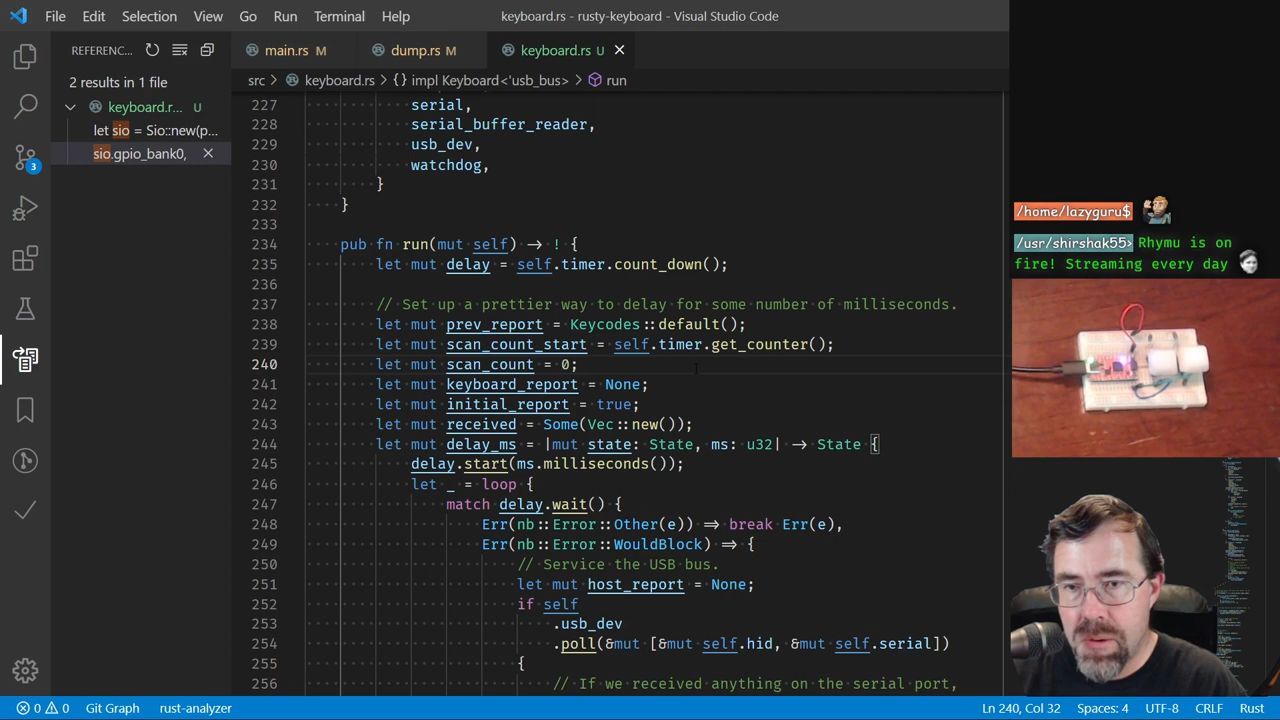 File Edit Selection View Go Run Terminal Help keyboard.rs - rusty-keyboard - Visual Studio Code
REFERENC... main.rs M dump.rs M keyboard.rs U
2 results in 1 file
src > keyboard.rs > {} impl Keyboard<'usb_bus> > run
keyboard.r... U
let sio = Sio::new(p...
sio.gpio_bank0,
3
227 serial,
228 serial_buffer_reader,
229 usb_dev,
230 watchdog,
231 }
232 }
233
234 pub fn run(mut self) -> ! {
235 let mut delay = self.timer.count_down();
236
237 // Set up a prettier way to delay for some number of milliseconds.
238 let mut prev_report = Keycodes::default();
239 let mut scan_count_start = self.timer.get_counter();
240 let mut scan_count = 0;
241 let mut keyboard_report = None;
242 let mut initial_report = true;
243 let mut received = Some(Vec::new());
244 let mut delay_ms = |mut state: State, ms: u32| -> State {
245 delay.start(ms.milliseconds());
246 let _ = loop {
247 match delay.wait() {
248 Err(nb::Error::Other(e)) => break Err(e),
249 Err(nb::Error::WouldBlock) => {
250 // Service the USB bus.
251 let mut host_report = None;
252 if self
253 .usb_dev
254 .poll(&mut [&mut self.hid, &mut self.serial])
255 {
256 // If we received anything on the serial port,
/home/lazyguru$
/usr/shirshak55> Rhymu is on
fire! Streaming every day
0 0 Git Graph rust-analyzer Ln 240, Col 32 Spaces: 4 UTF-8 CRLF Rust